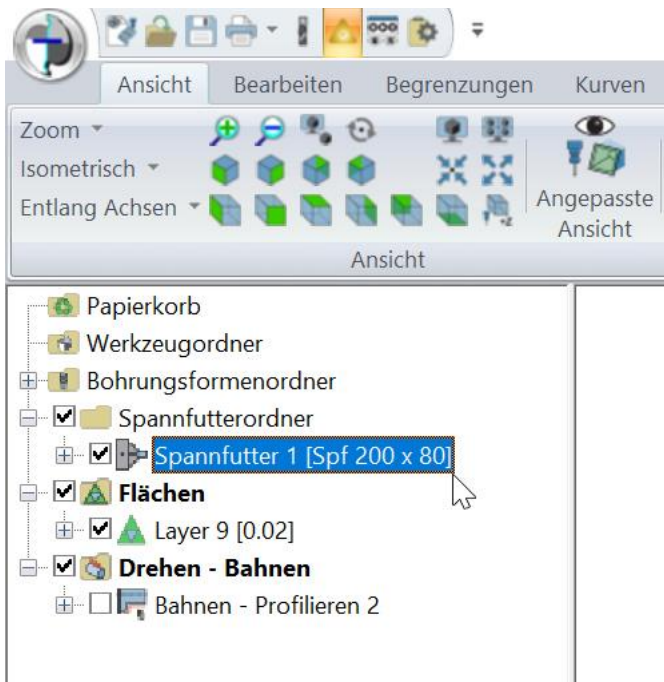 Ansicht Bearbeiten Begrenzungen Kurven
Zoom
Isometrisch
Entlang Achsen
Angepasste
Ansicht
Ansicht
Papierkorb
Werkzeugordner
Bohrungsformenordner
Spannfutterordner
Spannfutter 1 [Spf 200 x 80]
Flächen
Layer 9 [0.02]
Drehen - Bahnen
Bahnen - Profilieren 2